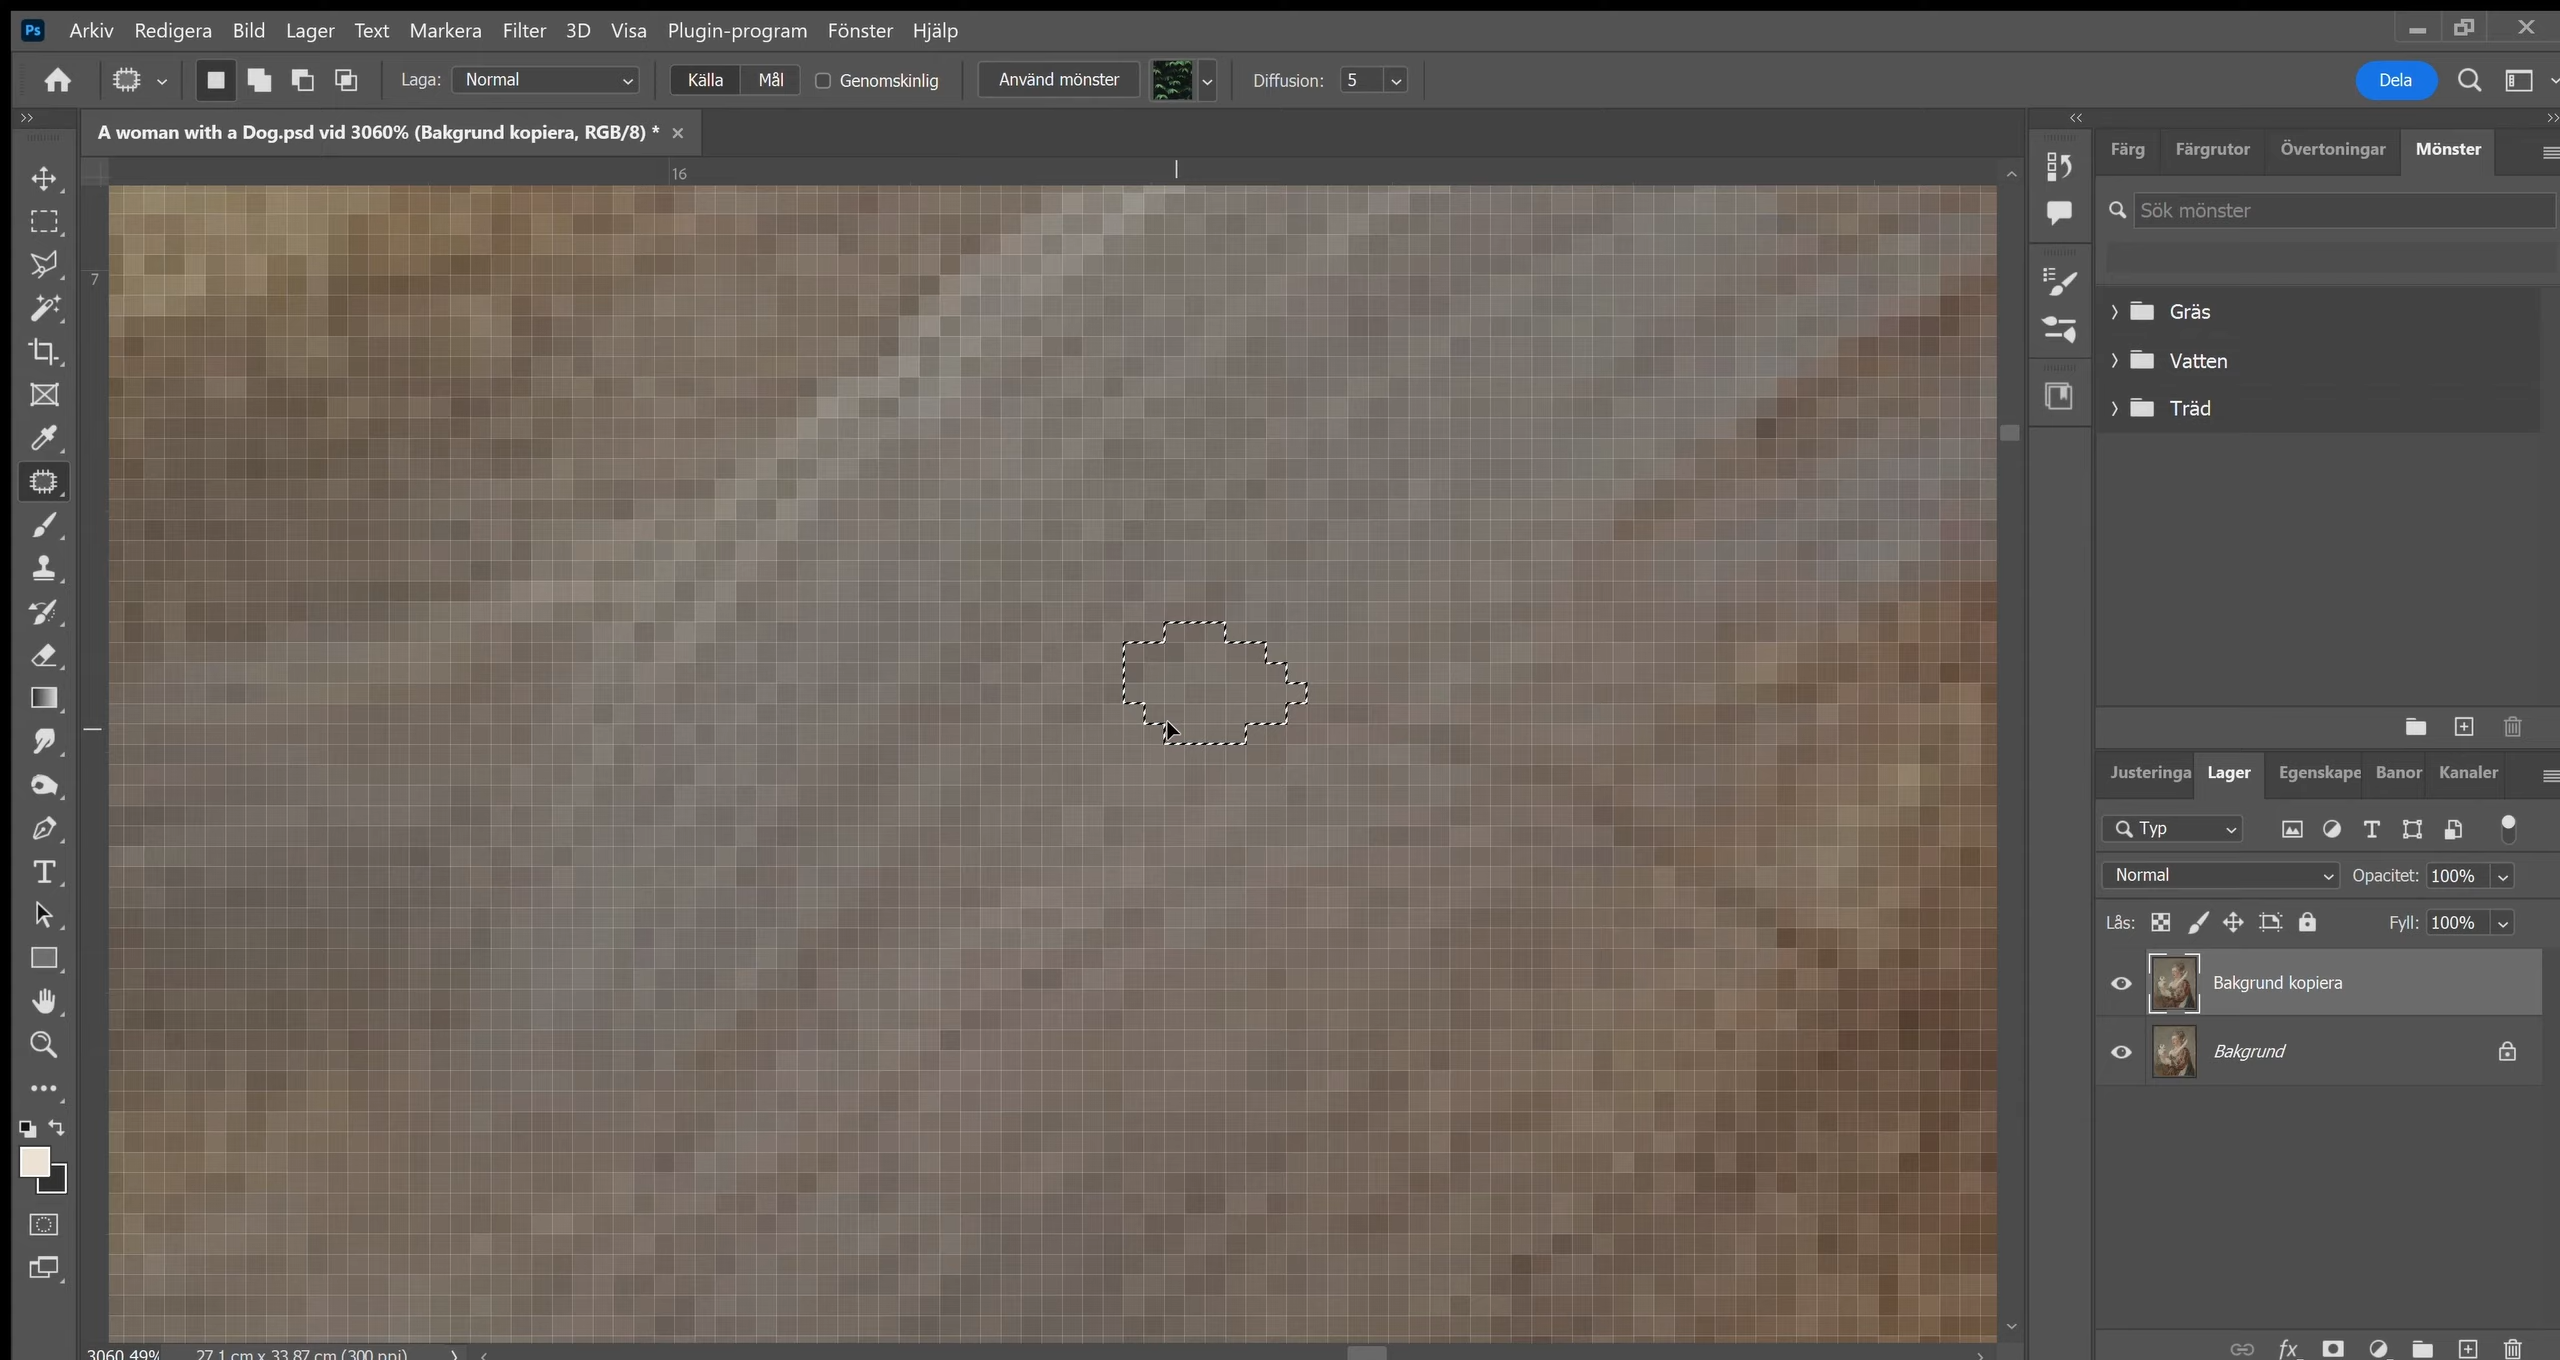 Ps Arkiv Redigera Bild Lager Text Markera Filter 3D Visa Plugin-program Fönster Hjälp
Laga: Normal Källa Mål Genomskinlig Använd mönster Diffusion: 5 Dela
A woman with a Dog.psd vid 3060% (Bakgrund kopiera, RGB/8) *
Färg Färgrutor Övertoningar Mönster
16
7
Sök mönster
Gräs
Vatten
Träd
Justeringa Lager Egenskape Banor Kanaler
Typ
Normal Opacitet: 100%
Lås: Fyll: 100%
Bakgrund kopiera
Bakgrund
3060,49% 27,1 cm x 33,87 cm (300 ppi)
fx